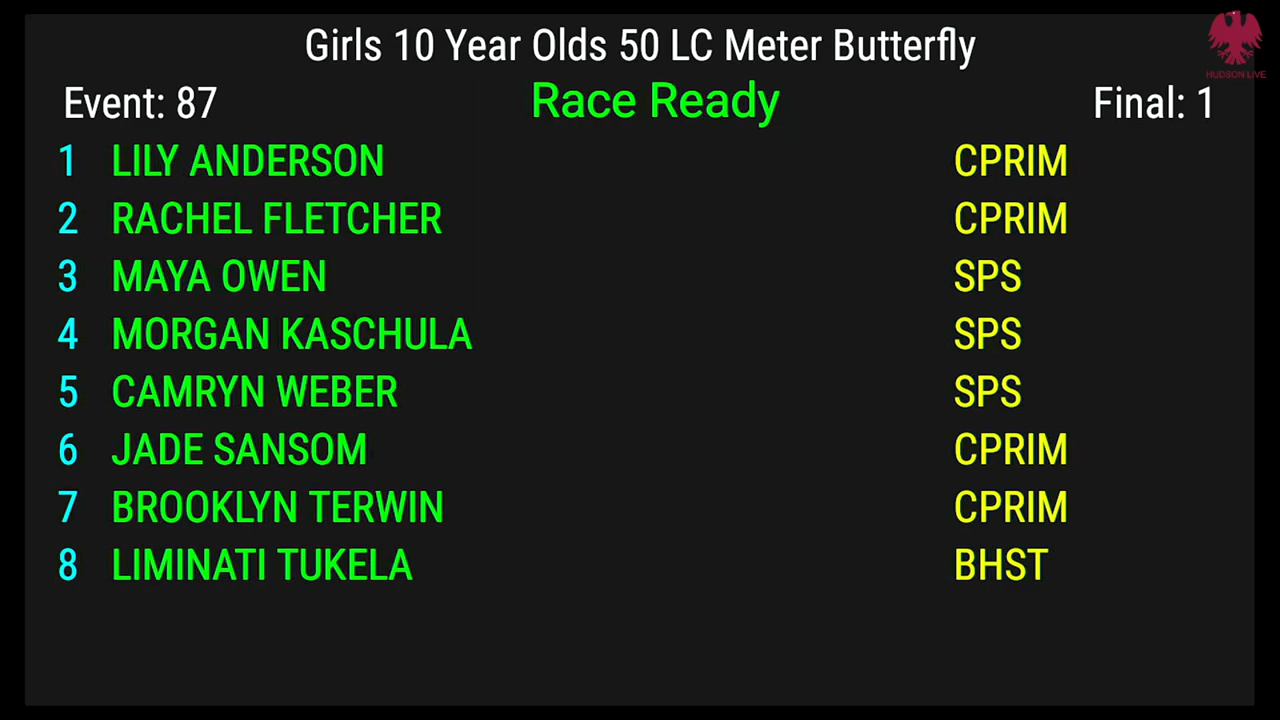 Girls 10 Year Olds 50 LC Meter Butterfly
HUDSON LIVE
Event: 87 Race Ready Final: 1
1 LILY ANDERSON CPRIM
2 RACHEL FLETCHER CPRIM
3 MAYA OWEN SPS
4 MORGAN KASCHULA SPS
5 CAMRYN WEBER SPS
6 JADE SANSOM CPRIM
7 BROOKLYN TERWIN CPRIM
8 LIMINATI TUKELA BHST